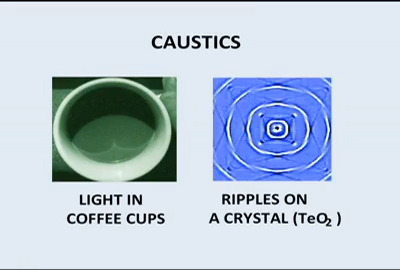 CAUSTICS
LIGHT IN
COFFEE CUPS
RIPPLES ON
A CRYSTAL (TeO2 )